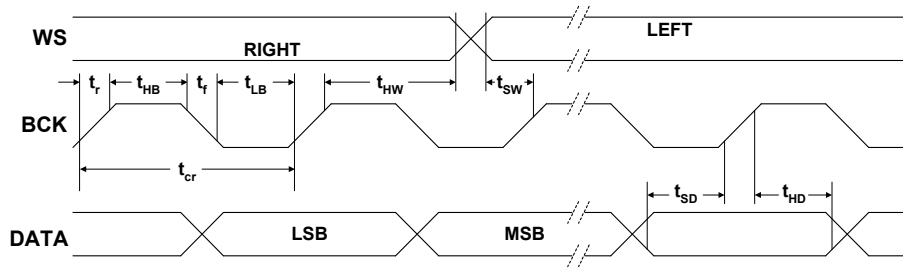 WS
RIGHT
LEFT
t_r t_HB t_f t_LB t_HW t_SW
BCK
t_cr
t_SD t_HD
DATA
LSB
MSB